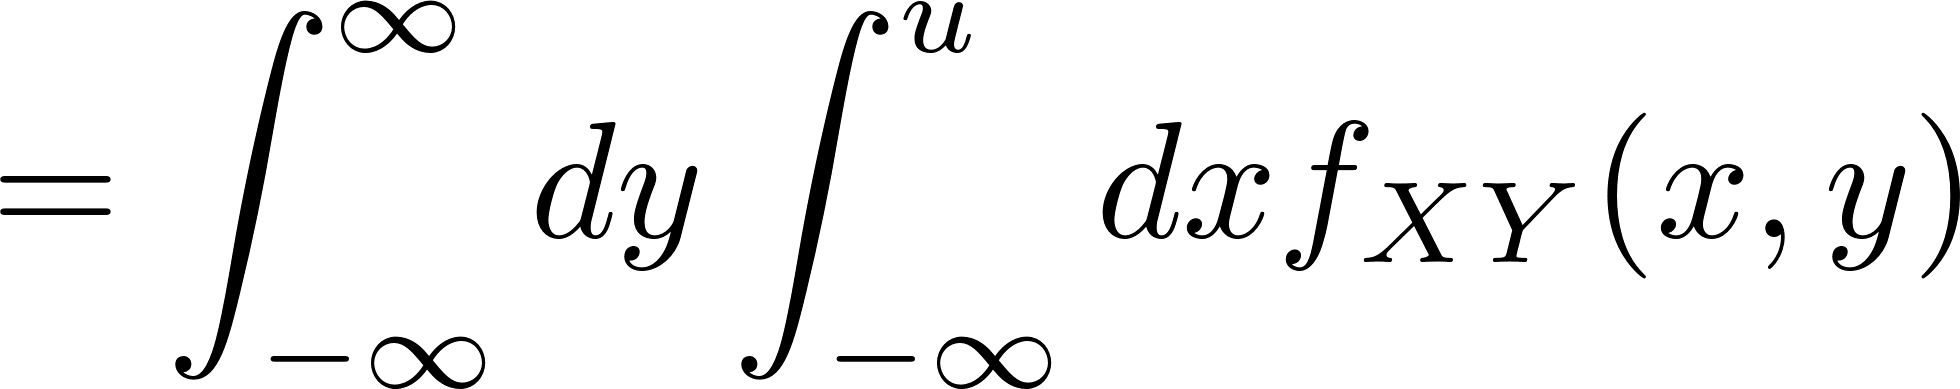 = \int_{-\infty}^{\infty} dy \int_{-\infty}^{u} dx f_{XY}(x, y)